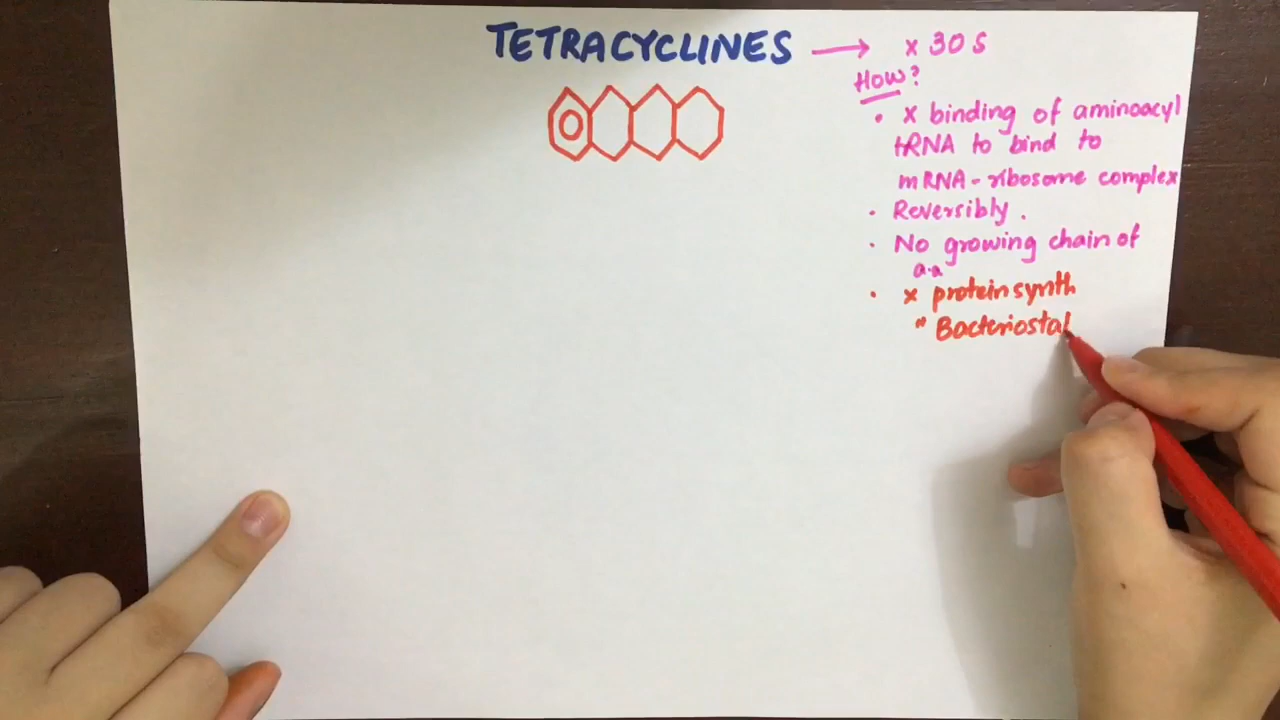 TETRACYCLINES → x 30 S
How?
• x binding of aminoacyl
tRNA to bind to
mRNA - ribosome complex
• Reversibly .
• No growing chain of
a.a
• x protein synth
" Bacteriostat